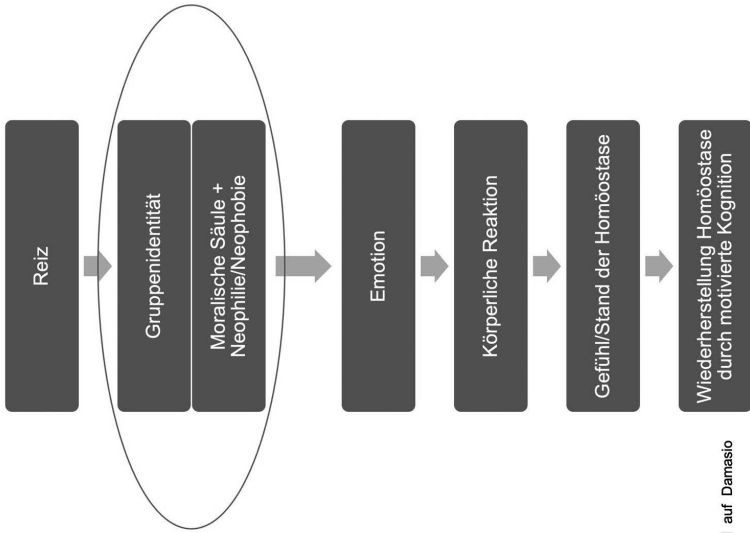 Reiz
Gruppenidentität
Moralische Säule +
Neophilie/Neophobie
Emotion
Körperliche Reaktion
Gefühl/Stand der Homöostase
Wiederherstellung Homöostase
durch motivierte Kognition
auf Damasio